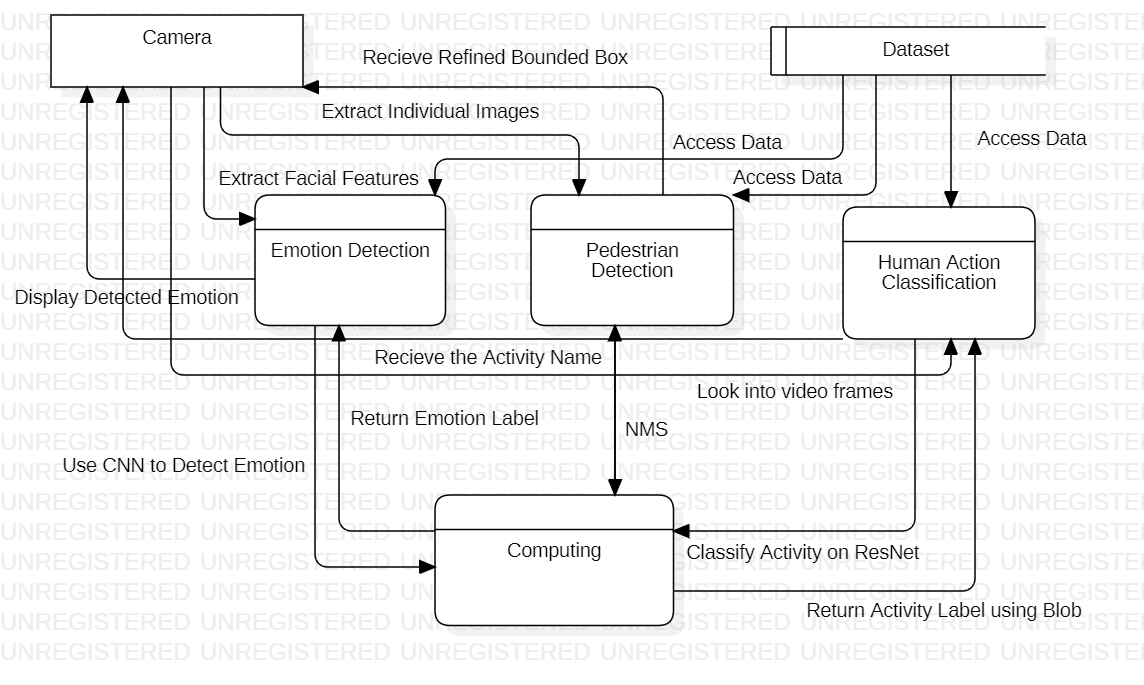 Camera
Dataset
Recieve Refined Bounded Box
Extract Individual Images
Access Data
Access Data
Extract Facial Features
Access Data
Emotion Detection
Pedestrian
Detection
Human Action
Classification
Display Detected Emotion
Recieve the Activity Name
Look into video frames
Return Emotion Label
NMS
Use CNN to Detect Emotion
Computing
Classify Activity on ResNet
Return Activity Label using Blob
UNREGISTERED UNREGISTERED UNREGISTERED UNREGISTERED UNREGISTERED UNREGISTERED